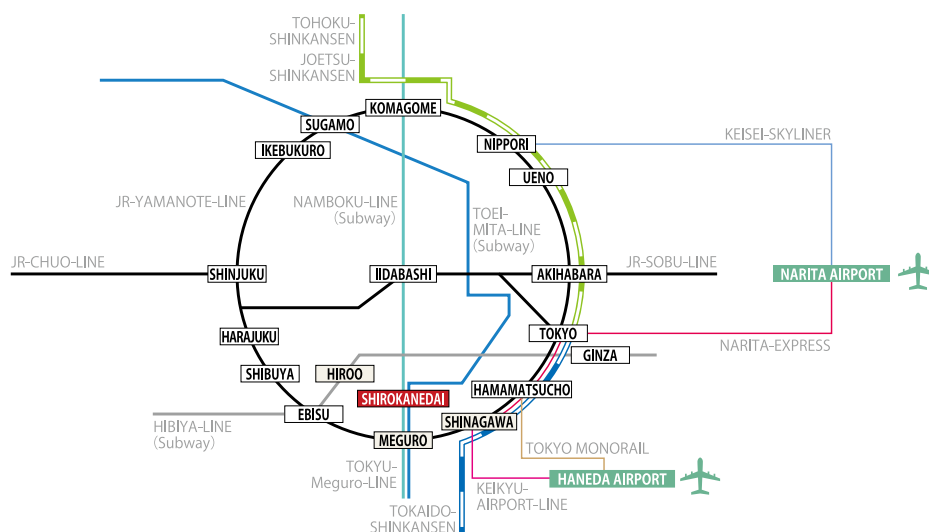 TOHOKU-
SHINKANSEN
JOETSU-
SHINKANSEN
KOMAGOME
SUGAMO
IKEBUKURO
NIPPORI
KEISEI-SKYLINER
UENO
JR-YAMANOTE-LINE
NAMBOKU-LINE
(Subway)
TOEI-
MITA-LINE
(Subway)
JR-CHUO-LINE
SHINJUKU
IIDABASHI
AKIHABARA
JR-SOBU-LINE
NARITA AIRPORT
HARAJUKU
TOKYO
NARITA-EXPRESS
GINZA
SHIBUYA
HIROO
HAMAMATSUCHO
SHIROKANEDAI
EBISU
SHINAGAWA
HIBIYA-LINE
(Subway)
MEGURO
TOKYO MONORAIL
TOKYU-
Meguro-LINE
HANEDA AIRPORT
KEIKYU-
AIRPORT-LINE
TOKAIDO-
SHINKANSEN